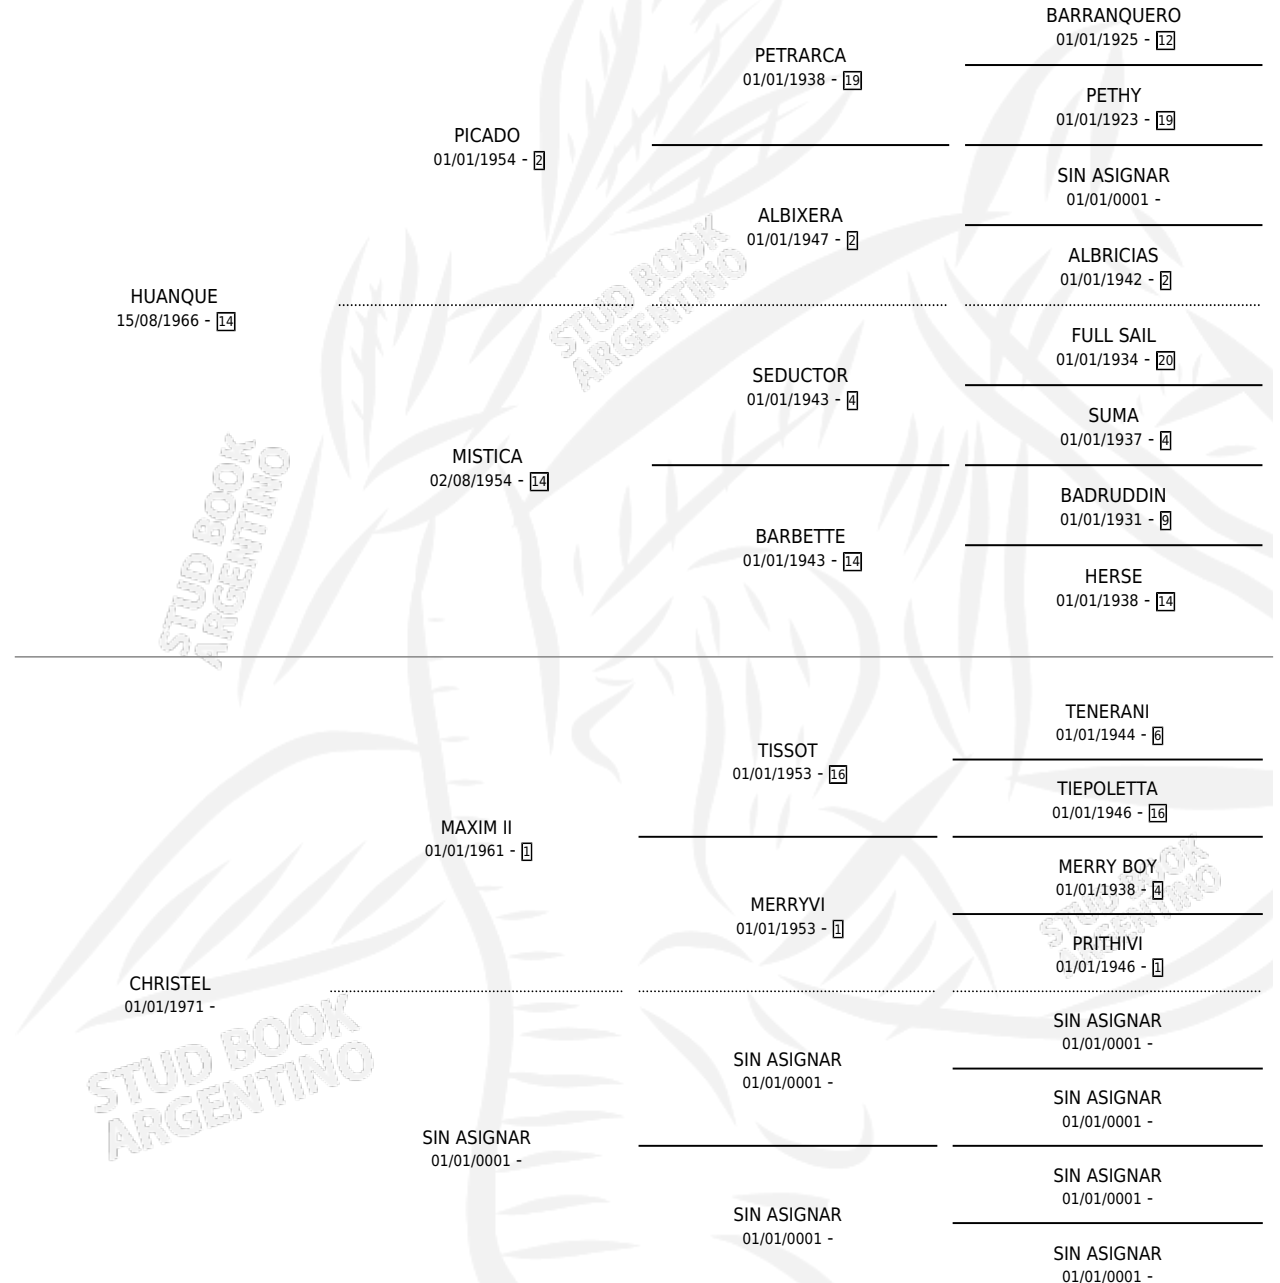 BARRANQUERO
01/01/1925 - 12
PETRARCA
01/01/1938 - 19
PETHY
01/01/1923 - 19
PICADO
01/01/1954 - 2
SIN ASIGNAR
01/01/0001 -
ALBIXERA
01/01/1947 - 2
ALBRICIAS
01/01/1942 - 2
HUANQUE
15/08/1966 - 14
FULL SAIL
01/01/1934 - 20
SEDUCTOR
01/01/1943 - 4
SUMA
01/01/1937 - 4
MISTICA
02/08/1954 - 14
BADRUDDIN
01/01/1931 - 9
BARBETTE
01/01/1943 - 14
HERSE
01/01/1938 - 14
STUD BOOK
ARGENTINO
STUD BOOK
ARGENTINO
TENERANI
01/01/1944 - 6
TISSOT
01/01/1953 - 16
TIEPOLETTA
01/01/1946 - 16
MAXIM II
01/01/1961 - 1
MERRY BOY
01/01/1938 - 4
MERRYVI
01/01/1953 - 1
PRITHIVI
01/01/1946 - 1
CHRISTEL
01/01/1971 -
SIN ASIGNAR
01/01/0001 -
SIN ASIGNAR
01/01/0001 -
SIN ASIGNAR
01/01/0001 -
SIN ASIGNAR
01/01/0001 -
SIN ASIGNAR
01/01/0001 -
SIN ASIGNAR
01/01/0001 -
SIN ASIGNAR
01/01/0001 -
STUD BOOK
ARGENTINO
STUD BOOK
ARGENTINO